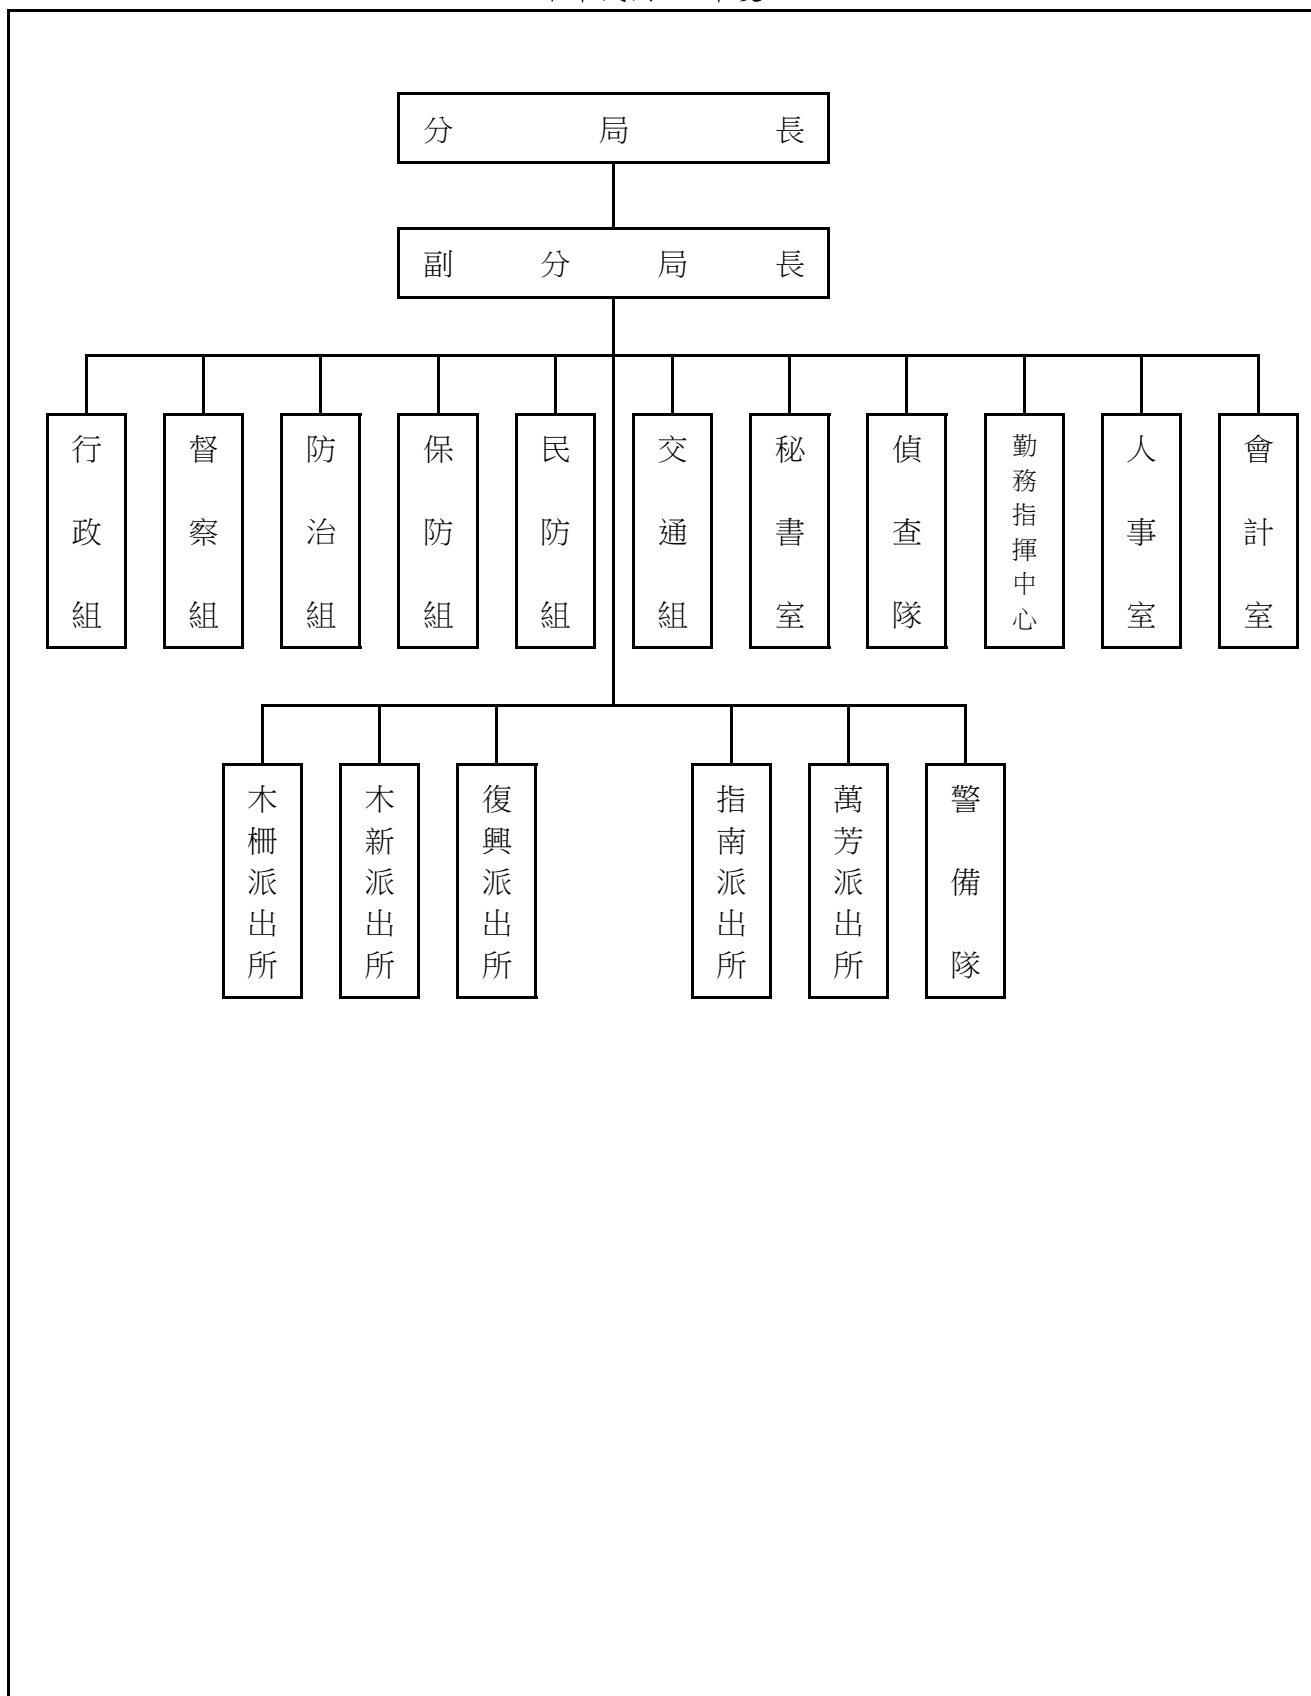 分局長
副分局長
行政組
督察組
防治組
保防組
民防組
交通組
秘書室
偵查隊
勤務指揮中心
人事室
會計室
木柵派出所
木新派出所
復興派出所
指南派出所
萬芳派出所
警備隊